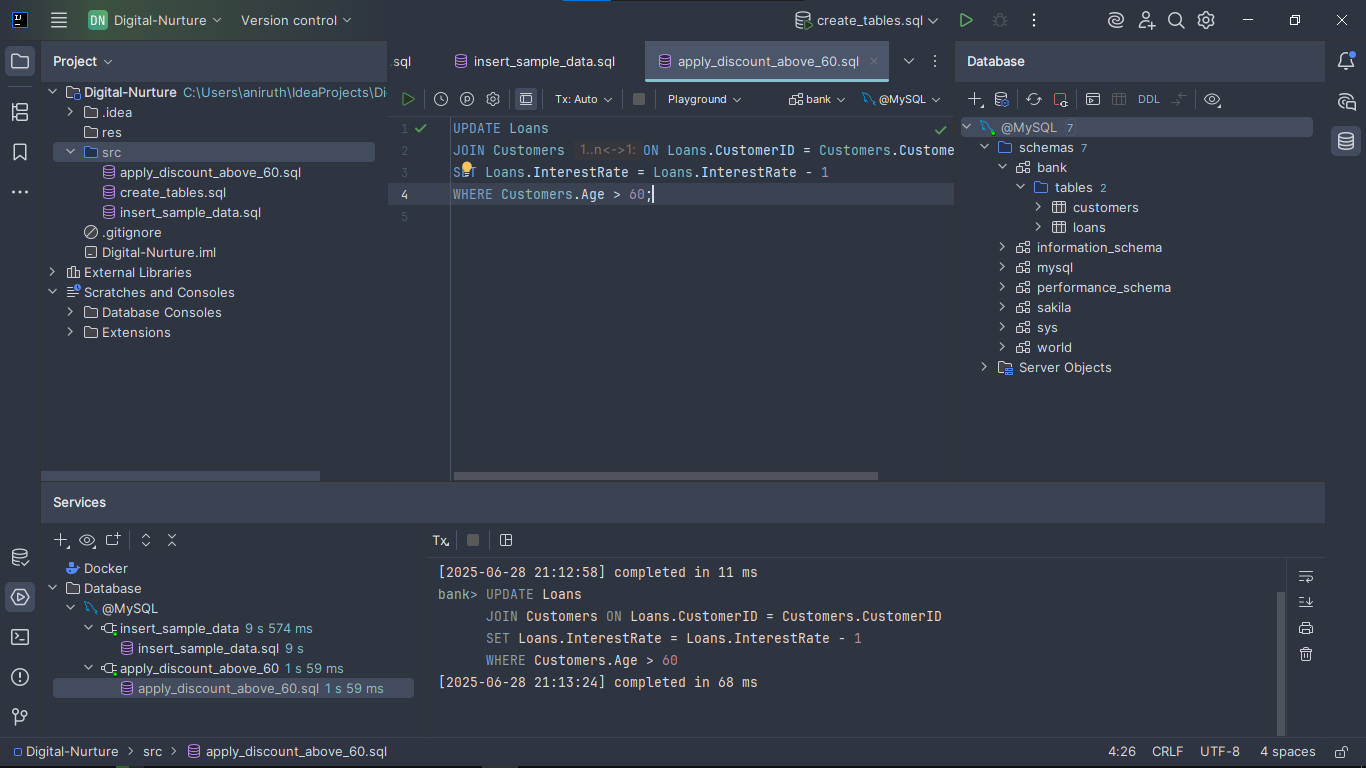 DN Digital-Nurture Version control create_tables.sql
Project
.sql insert_sample_data.sql apply_discount_above_60.sql
Database
Digital-Nurture C:\Users\aniruth\IdeaProjects\Di
.idea
res
src
apply_discount_above_60.sql
create_tables.sql
insert_sample_data.sql
.gitignore
Digital-Nurture.iml
External Libraries
Scratches and Consoles
Database Consoles
Extensions
Tx: Auto Playground bank @MySQL
1 UPDATE Loans
2 JOIN Customers 1..n<->1: ON Loans.CustomerID = Customers.Custome
3 SET Loans.InterestRate = Loans.InterestRate - 1
4 WHERE Customers.Age > 60;
5
DDL
@MySQL 7
schemas 7
bank
tables 2
customers
loans
information_schema
mysql
performance_schema
sakila
sys
world
Server Objects
Services
Docker
Database
@MySQL
insert_sample_data 9 s 574 ms
insert_sample_data.sql 9 s
apply_discount_above_60 1 s 59 ms
apply_discount_above_60.sql 1 s 59 ms
Tx
[2025-06-28 21:12:58] completed in 11 ms
bank> UPDATE Loans
JOIN Customers ON Loans.CustomerID = Customers.CustomerID
SET Loans.InterestRate = Loans.InterestRate - 1
WHERE Customers.Age > 60
[2025-06-28 21:13:24] completed in 68 ms
Digital-Nurture src apply_discount_above_60.sql 4:26 CRLF UTF-8 4 spaces